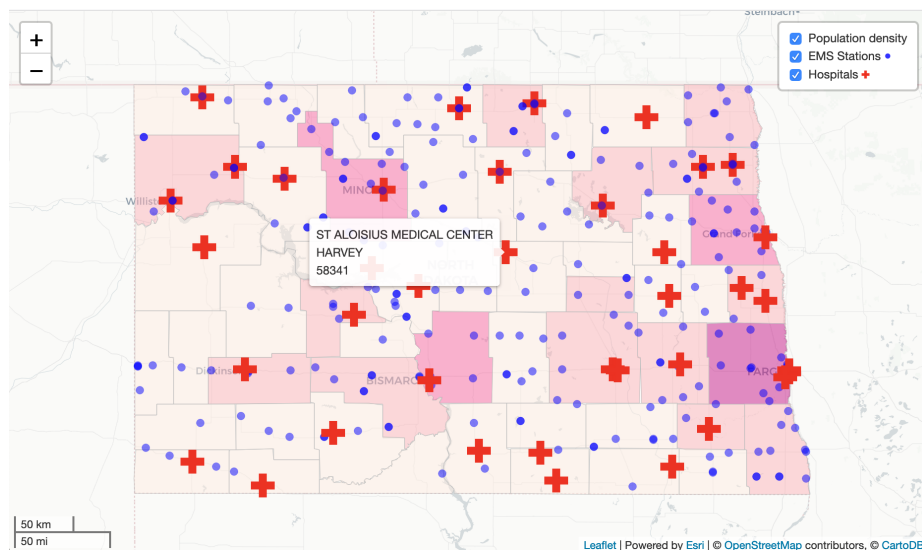 Steinbach
+
−
Population density
EMS Stations
Hospitals
Williston
MINOT
ST ALOISIUS MEDICAL CENTER
HARVEY
58341
Grand Forks
NORTH
Dickinson
BISMARCK
FARGO
50 km
50 mi
Leaflet | Powered by Esri | © OpenStreetMap contributors, © CartoDB